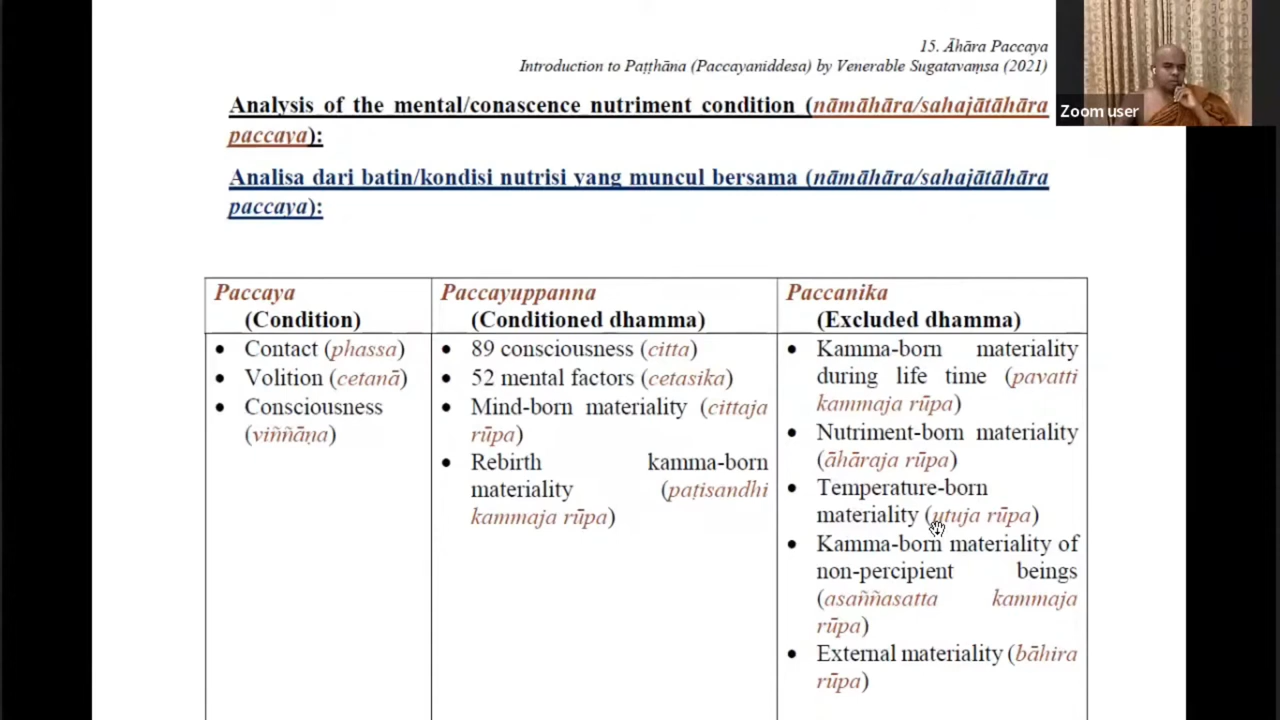 15. Āhāra Paccaya
Introduction to Paṭṭhāna (Paccayaniddesa) by Venerable Sugatavaṃsa (2021)
Zoom user
Analysis of the mental/conascence nutriment condition (nāmāhāra/sahajātāhāra
paccaya):
Analisa dari batin/kondisi nutrisi yang muncul bersama (nāmāhāra/sahajātāhāra
paccaya):
Paccaya
(Condition)
• Contact (phassa)
• Volition (cetanā)
• Consciousness
(viññāṇa)
Paccayuppanna
(Conditioned dhamma)
• 89 consciousness (citta)
• 52 mental factors (cetasika)
• Mind-born materiality (cittaja
rūpa)
• Rebirth kamma-born
materiality (paṭisandhi
kammaja rūpa)
Paccanika
(Excluded dhamma)
• Kamma-born materiality
during life time (pavatti
kammaja rūpa)
• Nutriment-born materiality
(āhāraja rūpa)
• Temperature-born
materiality (utuja rūpa)
• Kamma-born materiality of
non-percipient beings
(asaññasatta kammaja
rūpa)
• External materiality (bāhira
rūpa)